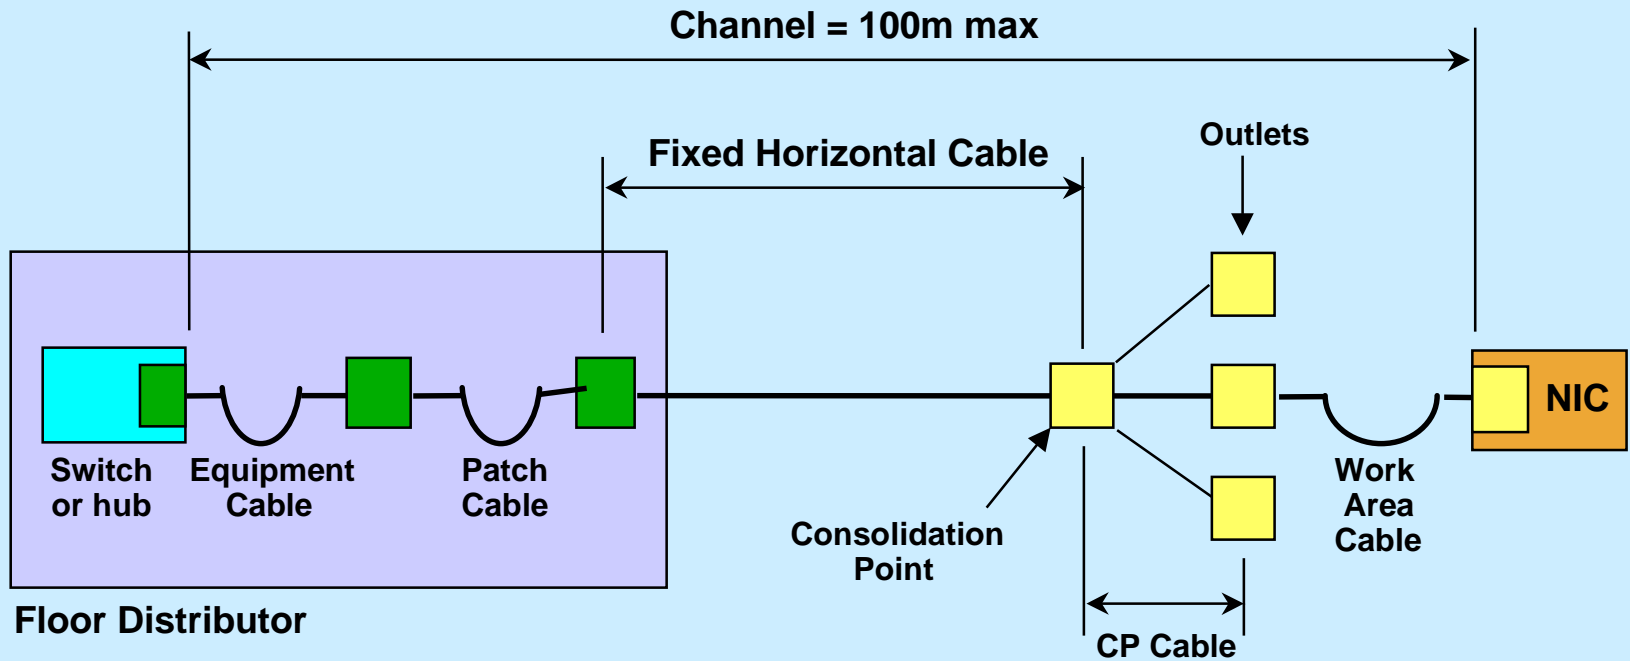 Channel = 100m max
Outlets
Fixed Horizontal Cable
NIC
Switch
or hub
Equipment
Cable
Patch
Cable
Work
Area
Cable
Consolidation
Point
Floor Distributor
CP Cable